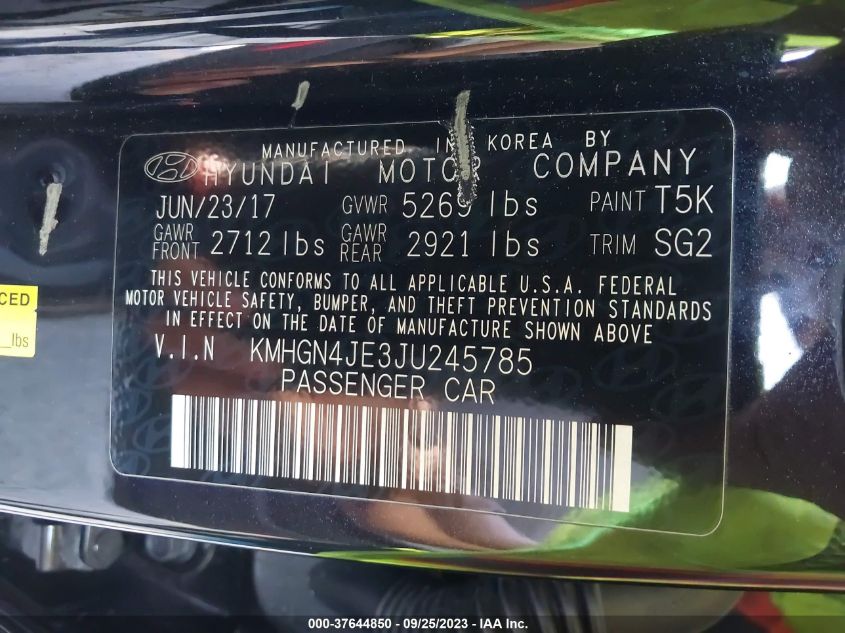 MANUFACTURED IN KOREA BY
HYUNDAI MOTOR COMPANY
JUN/23/17 GVWR 5269 lbs PAINT T5K
GAWR FRONT 2712 lbs GAWR REAR 2921 lbs TRIM SG2
THIS VEHICLE CONFORMS TO ALL APPLICABLE U.S.A. FEDERAL
MOTOR VEHICLE SAFETY, BUMPER, AND THEFT PREVENTION STANDARDS
IN EFFECT ON THE DATE OF MANUFACTURE SHOWN ABOVE
V.I.N KMHGN4JE3JU245785
PASSENGER CAR
CED
lbs
000-37644850 / 09/25/2023 - IAA Inc.